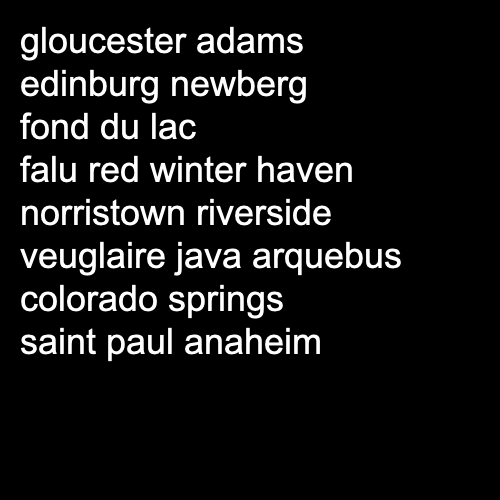 gloucester adams
edinburg newberg
fond du lac
falu red winter haven
norristown riverside
veuglaire java arquebus
colorado springs
saint paul anaheim